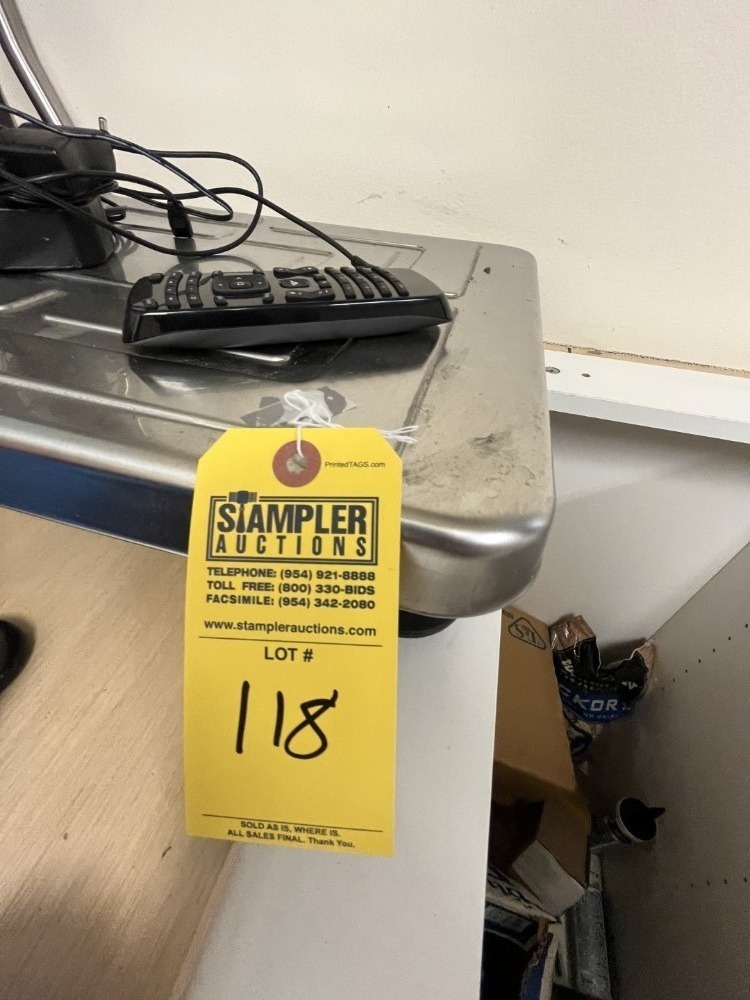 PrintedTAGS.com
STAMPLER
AUCTIONS
TELEPHONE: (954) 921-8888
TOLL FREE: (800) 330-BIDS
FACSIMILE: (954) 342-2080
www.stamplerauctions.com
LOT #
118
SOLD AS IS, WHERE IS.
ALL SALES FINAL. Thank You.